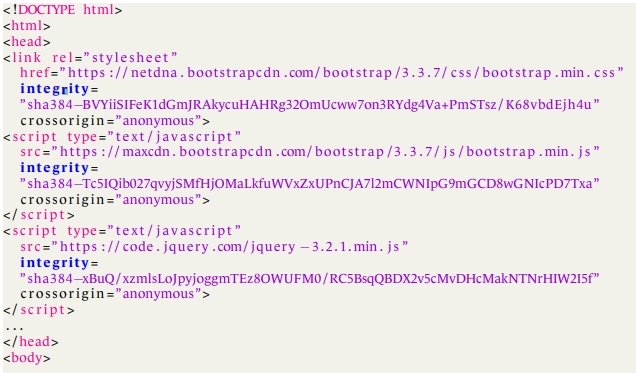 <!DOCTYPE html>
<html>
<head>
<link rel="stylesheet"
href="https://netdna.bootstrapcdn.com/bootstrap/3.3.7/css/bootstrap.min.css"
integrity=
"sha384-BVYiiSIFeK1dGmJRAkycuHAHRg32OmUcww7on3RYdg4Va+PmSTsz/K68vbdEjh4u"
crossorigin="anonymous">
<script type="text/javascript"
src="https://maxcdn.bootstrapcdn.com/bootstrap/3.3.7/js/bootstrap.min.js"
integrity=
"sha384-Tc5IQib027qvyjSMfHjOMaLkfuWVxZxUPnCJA7l2mCWNIpG9mGCD8wGNIcPD7Txa"
crossorigin="anonymous">
</script>
<script type="text/javascript"
src="https://code.jquery.com/jquery-3.2.1.min.js"
integrity=
"sha384-xBuQ/xzmlsLoJpyjoggmTEz8OWUFM0/RC5BsqQBDX2v5cMvDHcMakNTNrHIW2I5f"
crossorigin="anonymous">
</script>
...
</head>
<body>